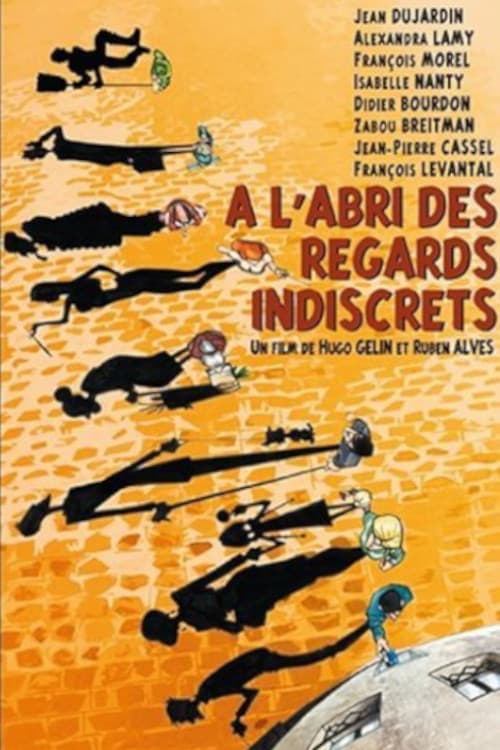 JEAN DUJARDIN
ALEXANDRA LAMY
FRANÇOIS MOREL
ISABELLE NANTY
DIDIER BOURDON
ZABOU BREITMAN
JEAN-PIERRE CASSEL
FRANÇOIS LEVANTAL
A L'ABRI DES
REGARDS
INDISCRETS
UN FILM DE HUGO GELIN ET RUBEN ALVES